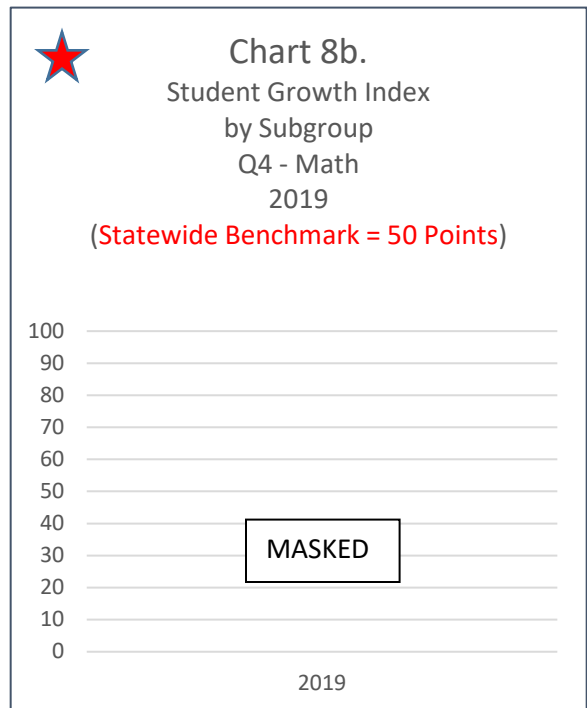 Chart 8b.
Student Growth Index
by Subgroup
Q4 - Math
2019
(Statewide Benchmark = 50 Points)
100
90
80
70
60
50
40
30
20
10
0
MASKED
2019